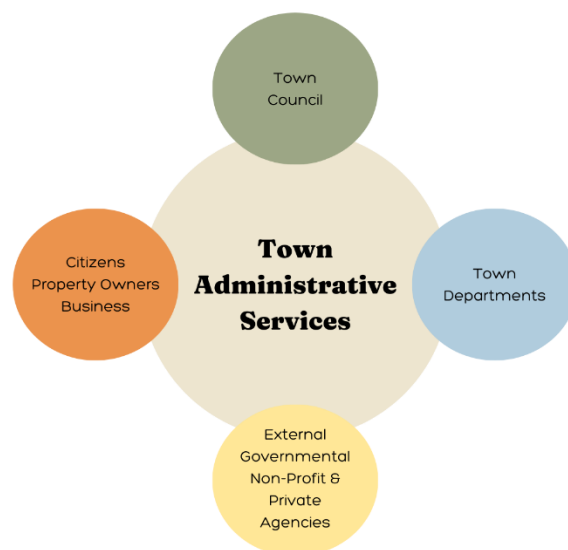 Town
Council
Citizens
Property Owners
Business
Town
Administrative
Services
Town
Departments
External
Governmental
Non-Profit &
Private
Agencies